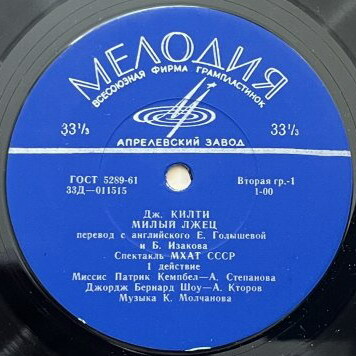 МЕЛОДИЯ
ВСЕСОЮЗНАЯ ФИРМА ГРАМПЛАСТИНОК
33⅓ 33⅓
АПРЕЛЕВСКИЙ ЗАВОД
ГОСТ 5289-61 Вторая гр.-1
33Д—011515 1-00
Дж. КИЛТИ
МИЛЫЙ ЛЖЕЦ
перевод с английского Е. Голышевой
и Б. Изакова
Спектакль МХАТ СССР
1 действие
Миссис Патрик Кемпбел—А. Степанова
Джордж Бернард Шоу—А. Кторов
Музыка К. Молчанова